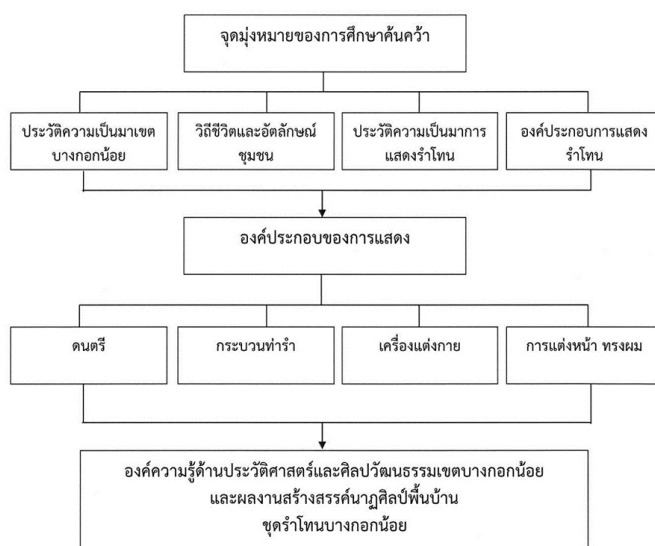 จุดมุ่งหมายของการศึกษาค้นคว้า
ประวัติความเป็นมาเขต
บางกอกน้อย
วิถีชีวิตและอัตลักษณ์
ชุมชน
ประวัติความเป็นมาการ
แสดงรำโทน
องค์ประกอบการแสดง
รำโทน
องค์ประกอบของการแสดง
ดนตรี
กระบวนท่ารำ
เครื่องแต่งกาย
การแต่งหน้า ทรงผม
องค์ความรู้ด้านประวัติศาสตร์และศิลปวัฒนธรรมเขตบางกอกน้อย
และผลงานสร้างสรรค์นาฏศิลป์พื้นบ้าน
ชุดรำโทนบางกอกน้อย